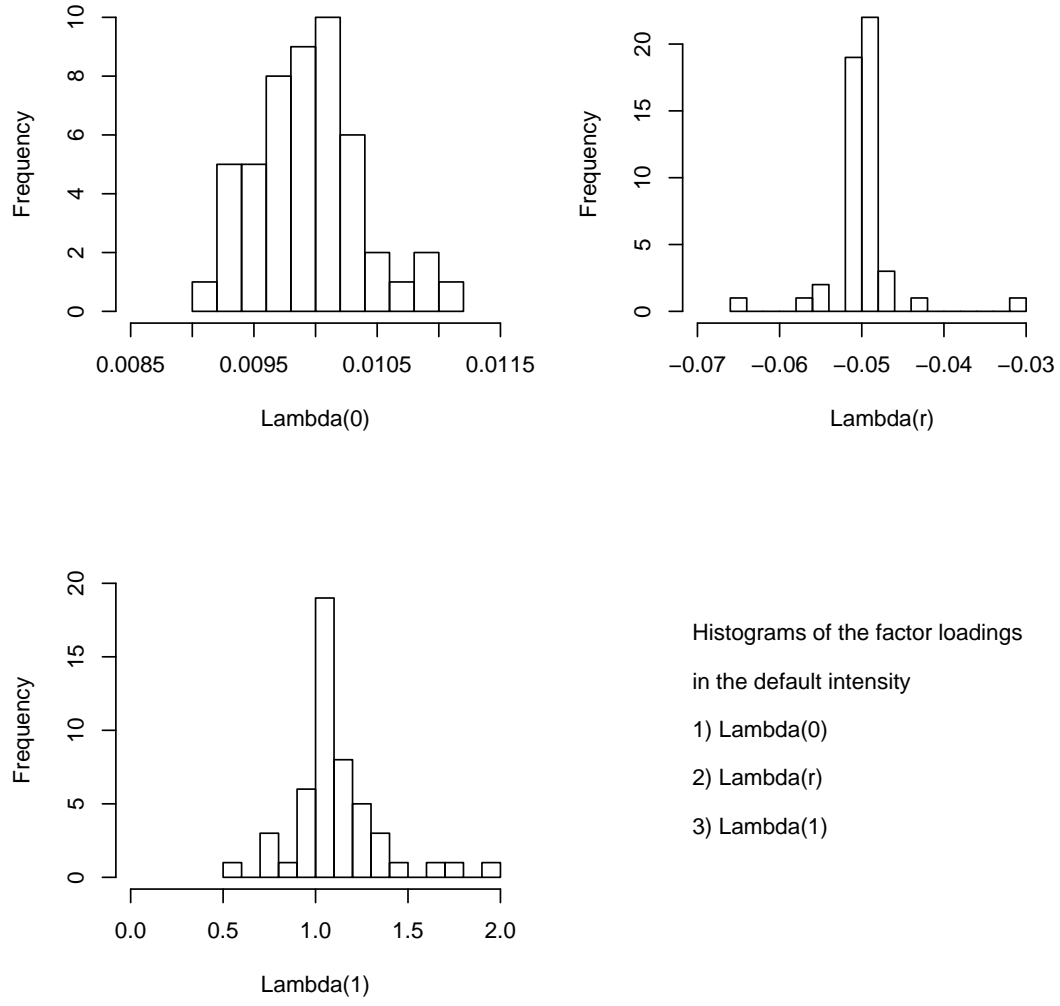 Frequency
0 2 4 6 8 10
0.0085 0.0095 0.0105 0.0115
Lambda(0)
Frequency
0 5 10 15 20
−0.07 −0.06 −0.05 −0.04 −0.03
Lambda(r)
Frequency
0 5 10 15 20
0.0 0.5 1.0 1.5 2.0
Lambda(1)
Histograms of the factor loadings
in the default intensity
1) Lambda(0)
2) Lambda(r)
3) Lambda(1)